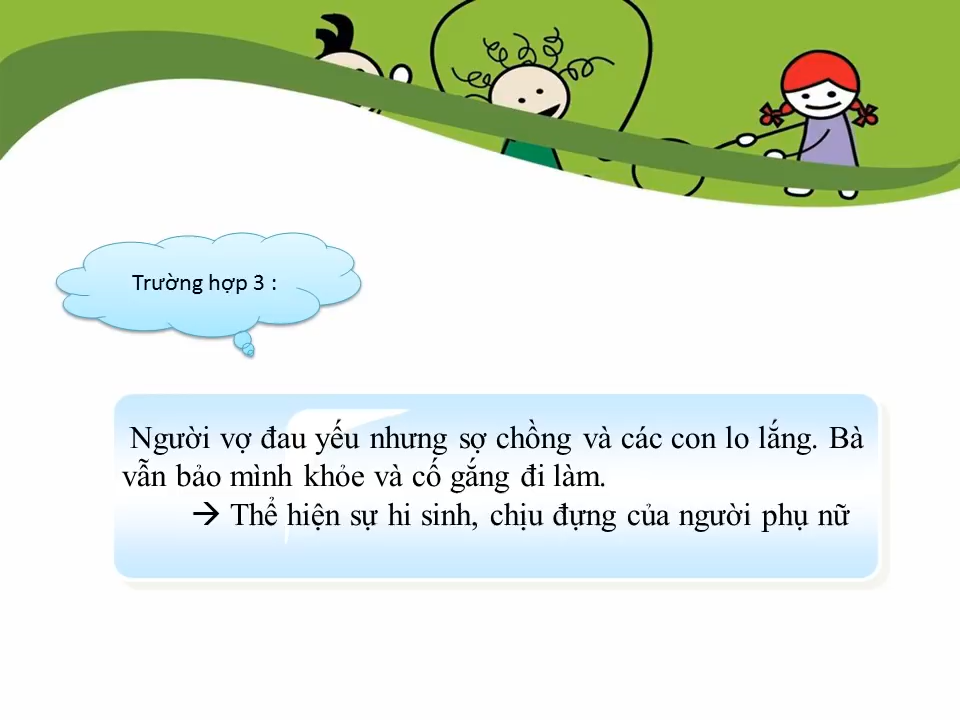 Trường hợp 3 :
Người vợ đau yếu nhưng sợ chồng và các con lo lắng. Bà
vẫn bảo mình khỏe và cố gắng đi làm.
→ Thể hiện sự hi sinh, chịu đựng của người phụ nữ